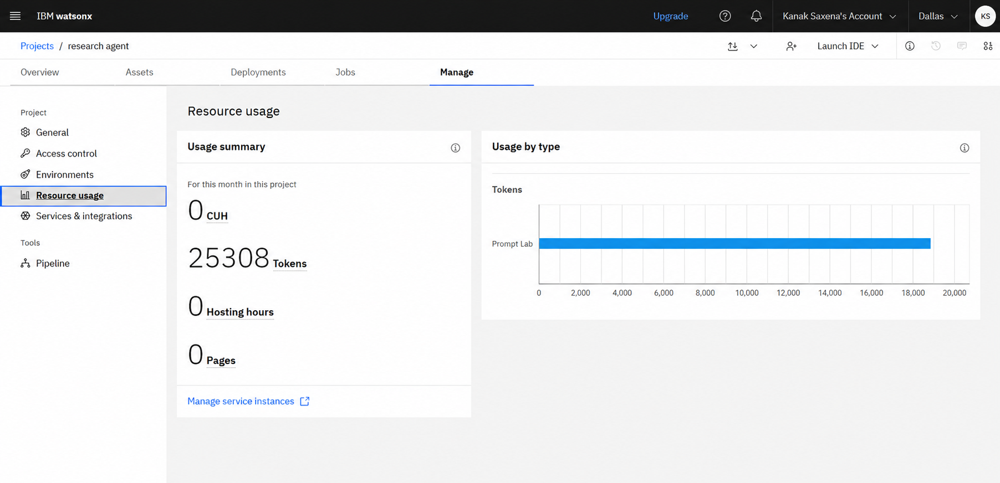 IBM watsonx
Upgrade
Kanak Saxena's Account
Dallas
KS
Projects / research agent
Launch IDE
Overview
Assets
Deployments
Jobs
Manage
Project
General
Access control
Environments
Resource usage
Services & integrations
Tools
Pipeline
Resource usage
Usage summary
For this month in this project
0 CUH
25308 Tokens
0 Hosting hours
0 Pages
Manage service instances
Usage by type
Tokens
Prompt Lab
0 2,000 4,000 6,000 8,000 10,000 12,000 14,000 16,000 18,000 20,000